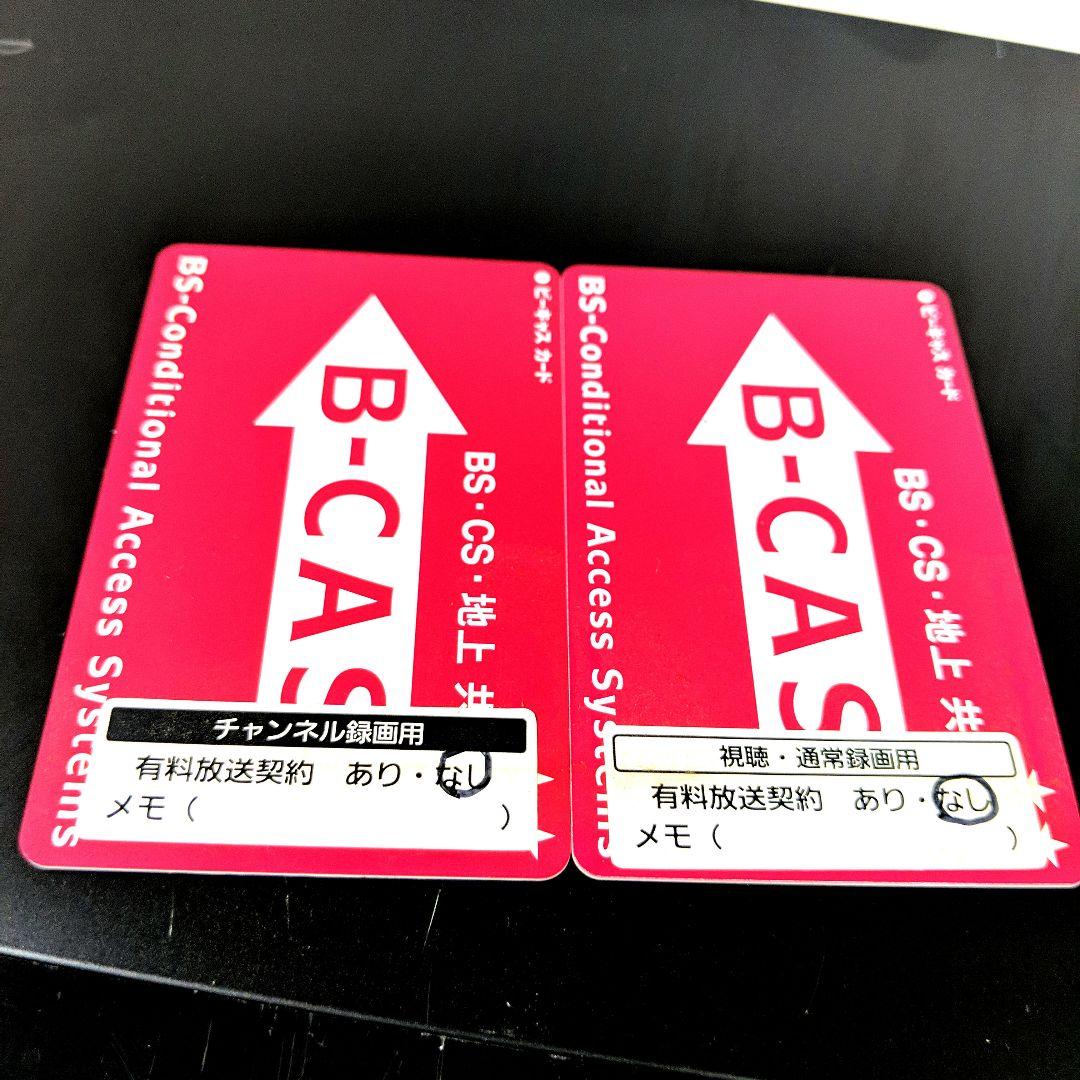 BS-Conditional Access Systems
ビーキャス カード
B-CAS
BS・CS・地上 共
チャンネル録画用
有料放送契約 あり・なし
メモ( )
BS-Conditional Access Systems
ビーキャス カード
B-CAS
BS・CS・地上 共
視聴・通常録画用
有料放送契約 あり・なし
メモ( )